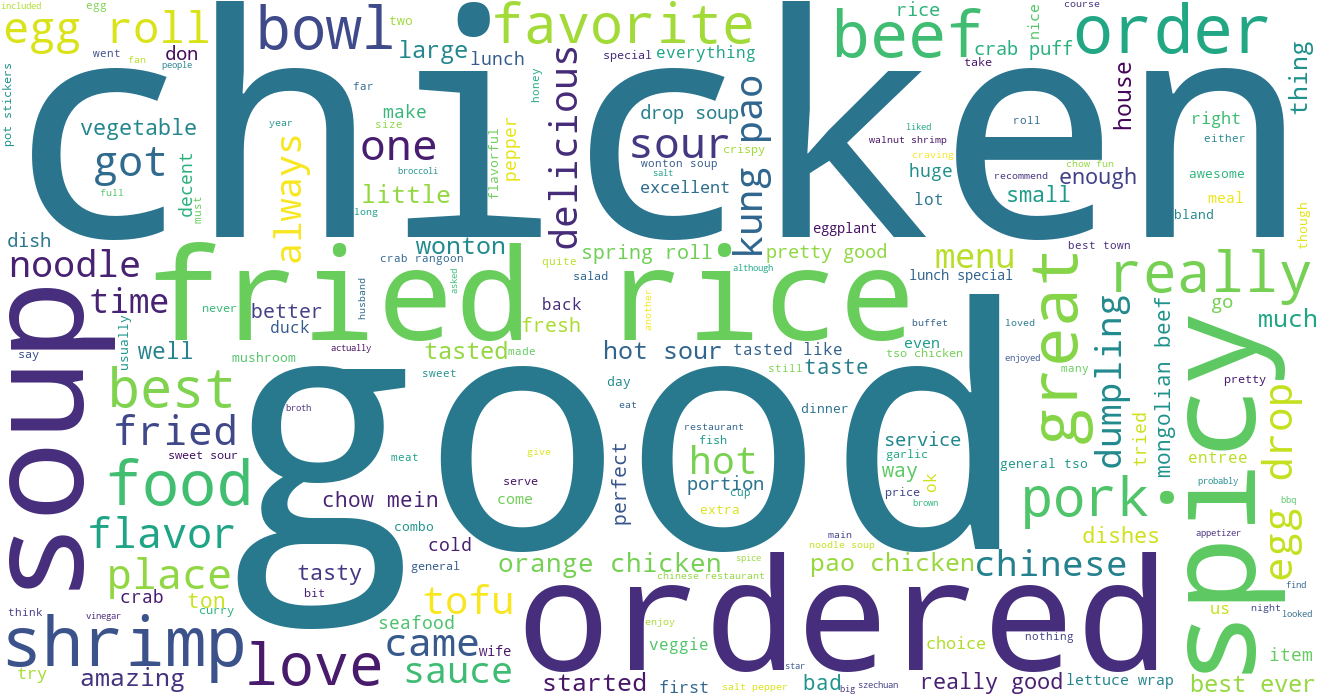 included
egg
egg roll
went
don
fan
people
pot stickers
bowl
two
large
lunch
far
make
size
favorite
special
everything
honey
delicious
beef
rice
crab puff
nice
course
order
take
house
thing
chicken
vegetable
got
full
decent
must
year
always
one
broccoli
little
long
flavorful
pepper
drop soup
sour
crispy
wonton soup
salt
excellent
kung pao
liked
walnut shrimp
craving
huge
lot
eggplant
roll
chow fun
recommend
enough
small
right
either
awesome
meal
bland
though
dish
noodle
time
usually
say
soup
crab rangoon
wonton
quite
spring roll
salad
pretty good
although
menu
lunch special
best town
really
go
much
fried rice
never
better
duck
husband
asked
back
fresh
another
buffet
loved
great
dumpling
mongolian beef
spicy
well
mushroom
actually
tasted
made
hot sour
tasted like
taste
even
tso chicken
still
enjoyed
many
pretty
best
fried
sweet sour
sweet
day
eat
dinner
good
broth
meat
give
serve
come
restaurant
fish
hot
portion
cup
extra
perfect
service
garlic
way
price
ok
brown
general tso
tried
entree
egg drop
probably
bbq
food
flavor
chow mein
combo
cold
general
pork
dishes
appetizer
place
tasty
bit
crab
ton
curry
think
vinegar
shrimp
try
amazing
love
tofu
seafood
came
wife
sauce
orange chicken
spice
main
noodle soup
pao chicken
chinese
chinese restaurant
ordered
enjoy
veggie
choice
nothing
us
night
find
looked
item
started
first
salt pepper
star
bad
big
szechuan
really good
lettuce wrap
best ever